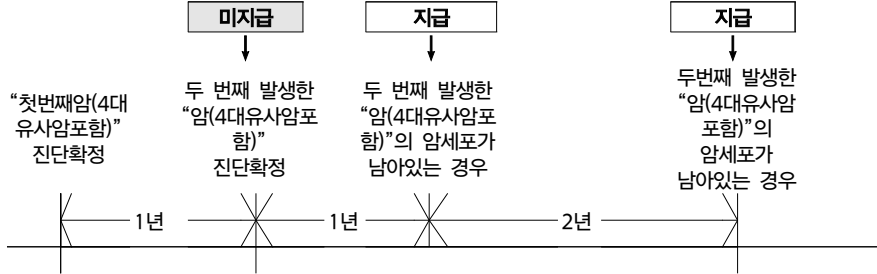 미지급
지급
지급
“첫번째암(4대
유사암포함)”
진단확정
두 번째 발생한
“암(4대유사암포
함)”
진단확정
두 번째 발생한
“암(4대유사암포
함)”의 암세포가
남아있는 경우
두번째 발생한
“암(4대유사암
포함)”의
암세포가
남아있는 경우
1년
1년
2년